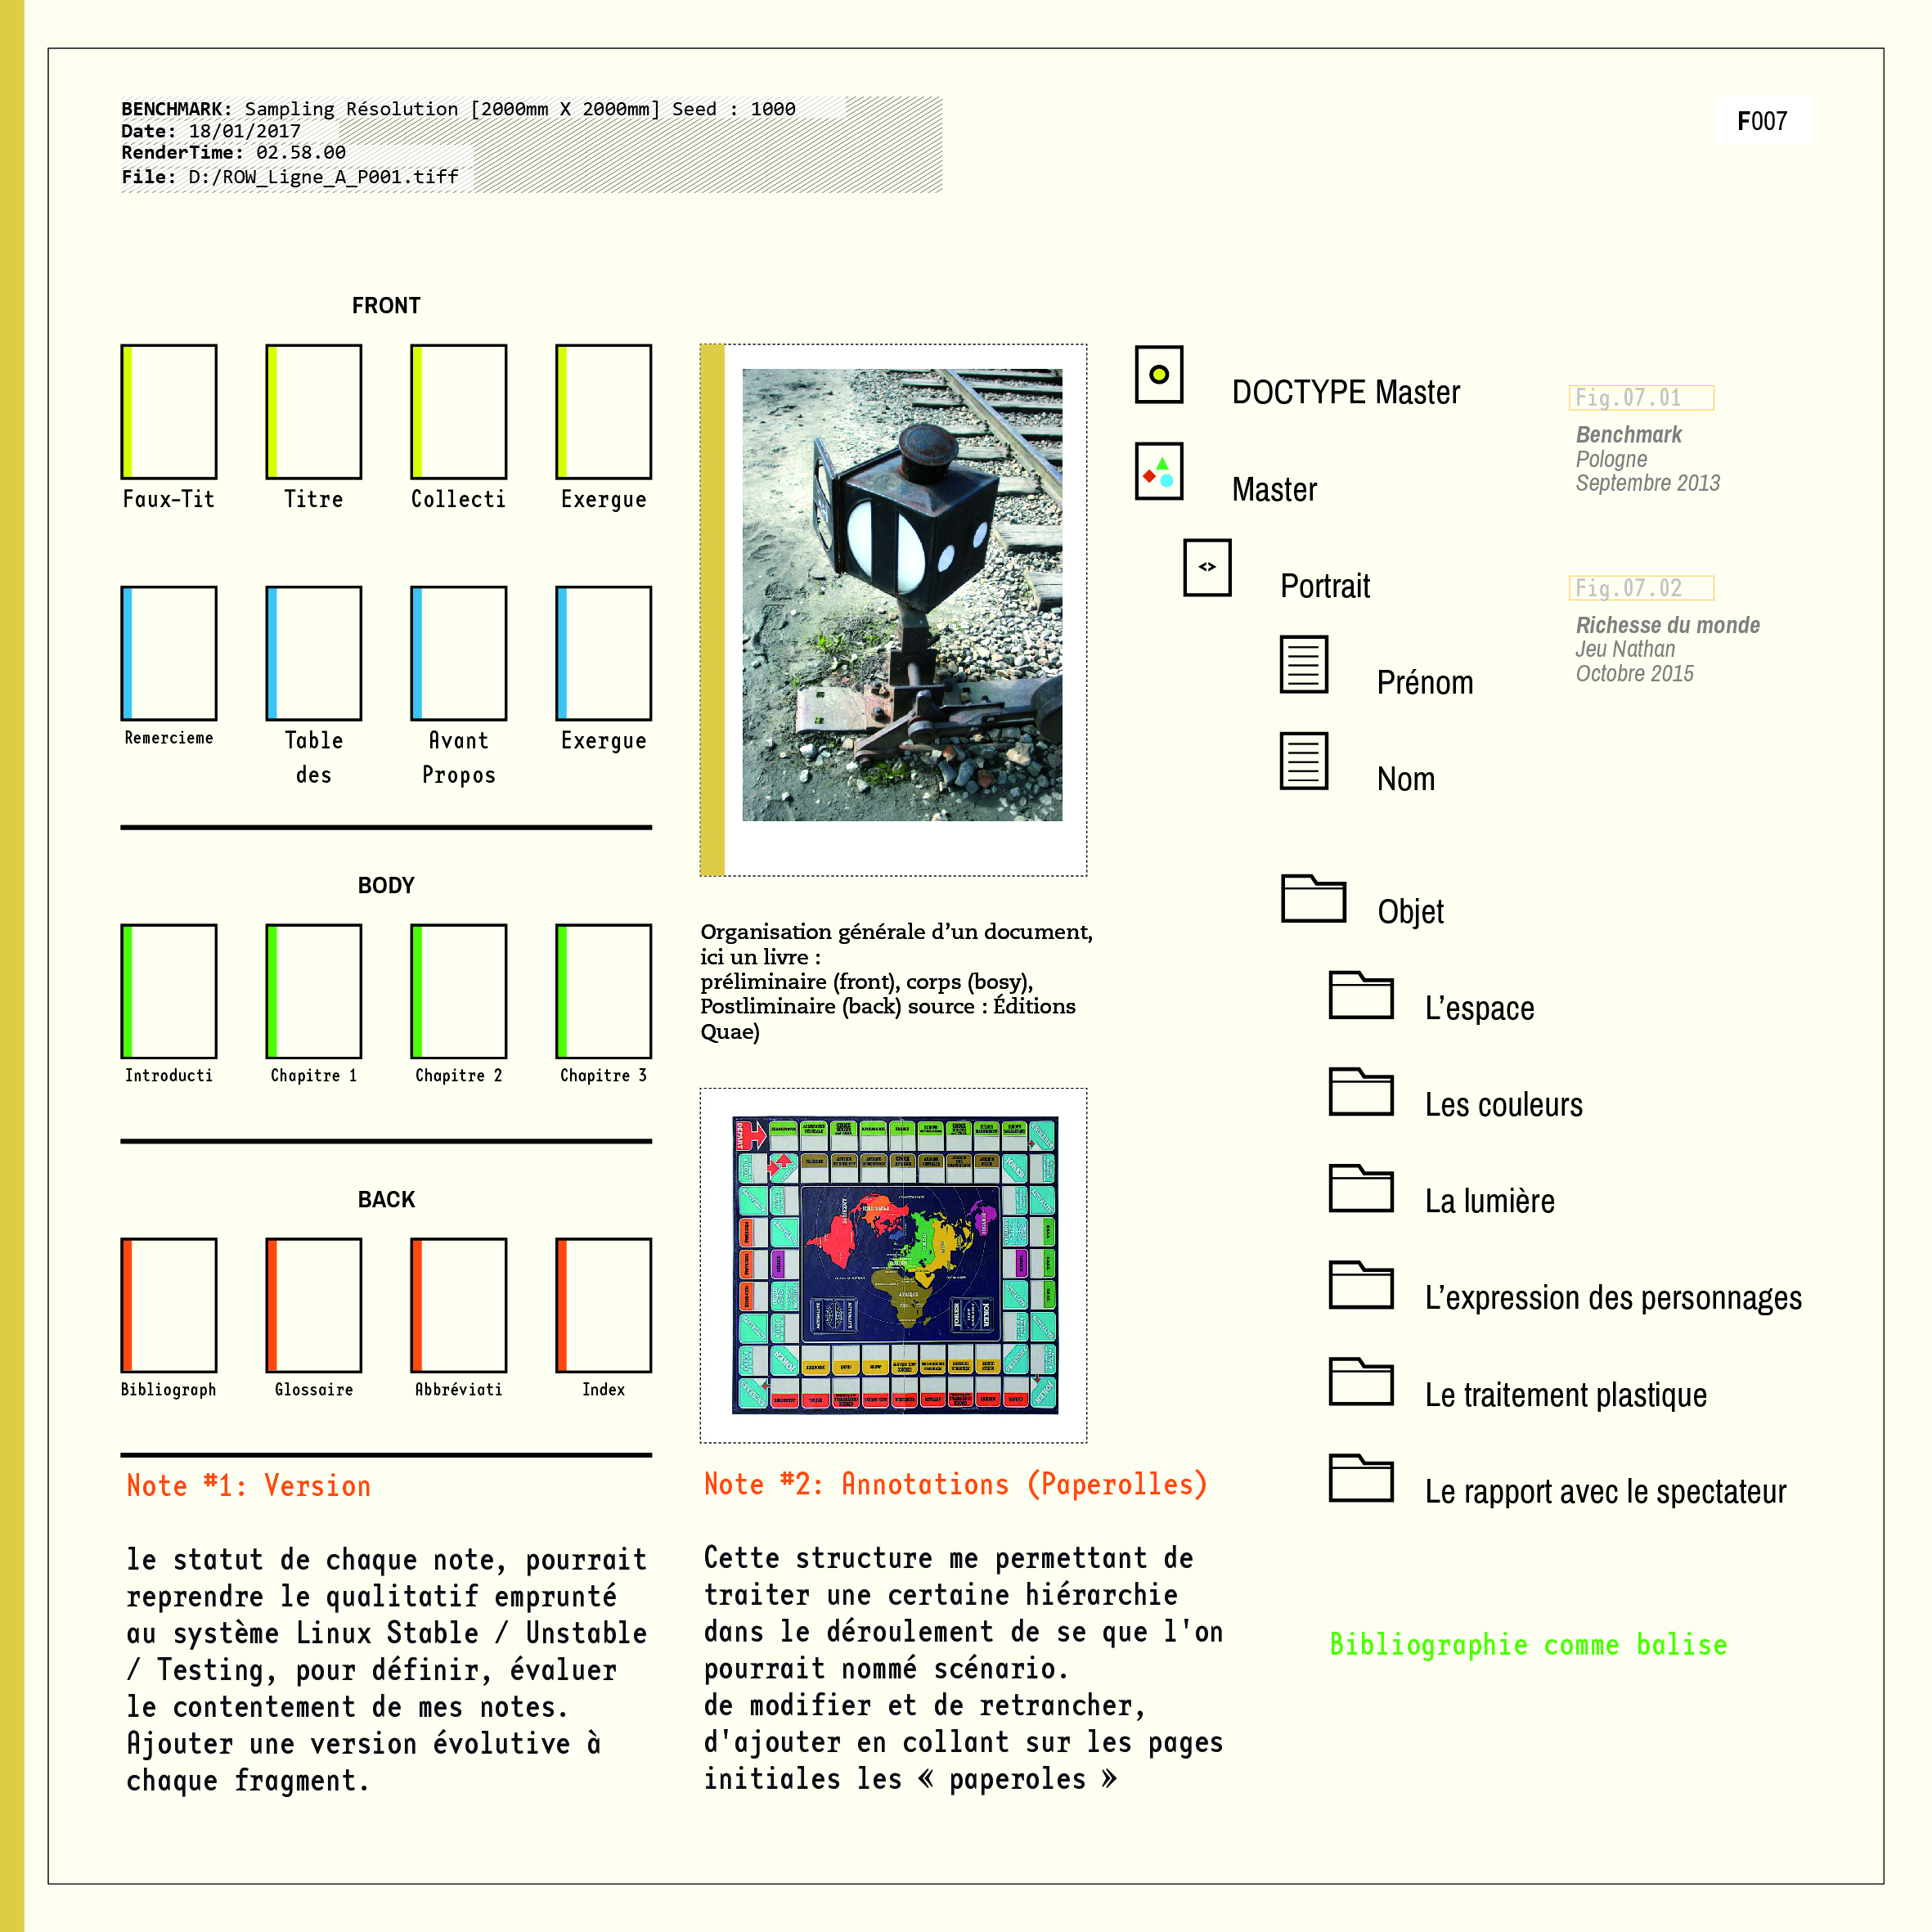 BENCHMARK: Sampling Résolution [2000mm X 2000mm] Seed : 1000
Date: 18/01/2017
RenderTime: 02.58.00
File: D:/ROW_Ligne_A_P001.tiff
F007
FRONT
Faux-Tit
Titre
Collecti
Exergue
Remercieme
Table
des
Avant
Propos
Exergue
BODY
Introducti
Chapitre 1
Chapitre 2
Chapitre 3
BACK
Bibliograph
Glossaire
Abbréviati
Index
Note #1: Version
le statut de chaque note, pourrait
reprendre le qualitatif emprunté
au système Linux Stable / Unstable
/ Testing, pour définir, évaluer
le contentement de mes notes.
Ajouter une version évolutive à
chaque fragment.
Organisation générale d’un document,
ici un livre :
préliminaire (front), corps (bosy),
Postliminaire (back) source : Éditions
Quae)
DÉPART
JOKER
AFRIQUE
Note #2: Annotations (Paperolles)
Cette structure me permettant de
traiter une certaine hiérarchie
dans le déroulement de se que l'on
pourrait nommé scénario.
de modifier et de retrancher,
d'ajouter en collant sur les pages
initiales les « paperoles »
DOCTYPE Master
Master
<>
Portrait
Prénom
Nom
Objet
L’espace
Les couleurs
La lumière
L’expression des personnages
Le traitement plastique
Le rapport avec le spectateur
Fig.07.01
Benchmark
Pologne
Septembre 2013
Fig.07.02
Richesse du monde
Jeu Nathan
Octobre 2015
Bibliographie comme balise